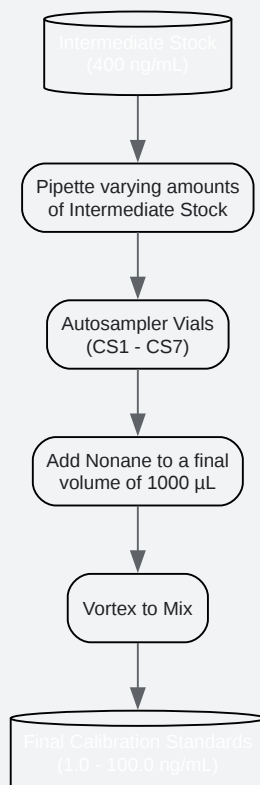 Intermediate Stock
(400 ng/mL)
Pipette varying amounts
of Intermediate Stock
Autosampler Vials
(CS1 - CS7)
Add Nonane to a final
volume of 1000 µL
Vortex to Mix
Final Calibration Standards
(1.0 - 100.0 ng/mL)